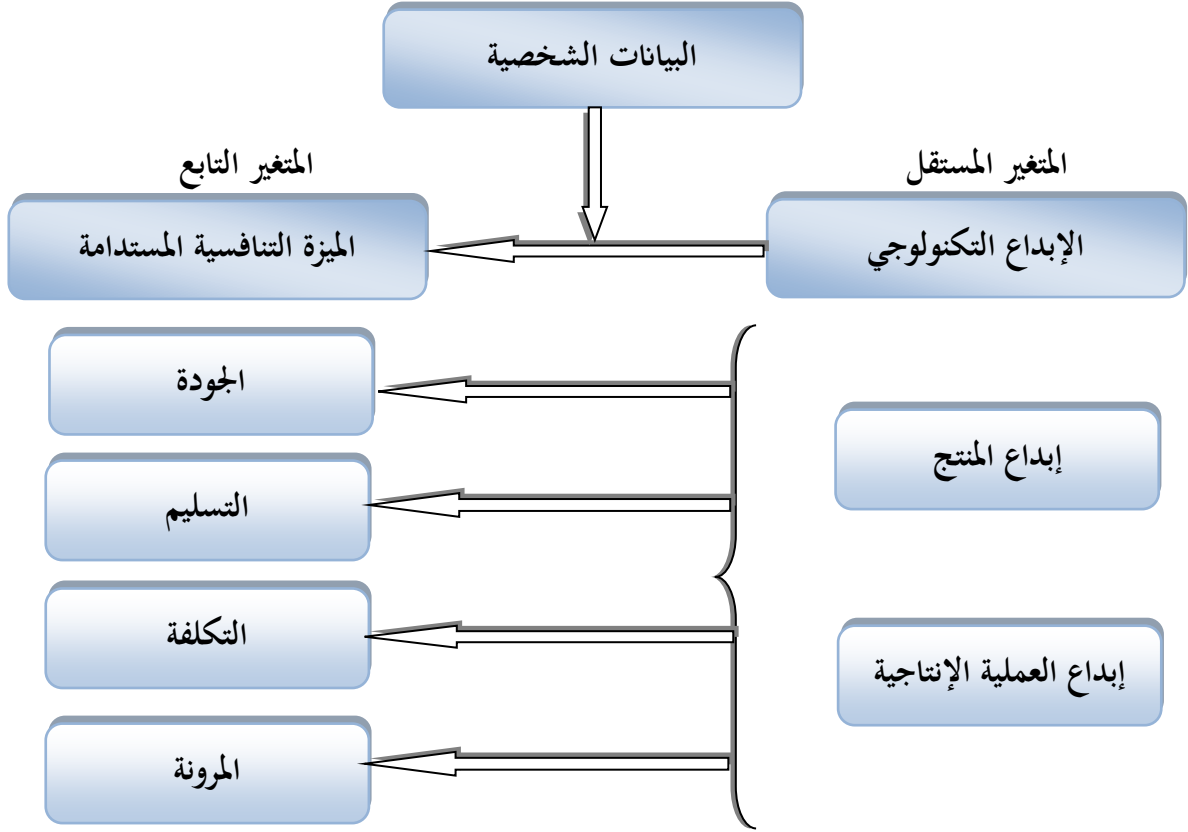 البيانات الشخصية
المتغير المستقل
المتغير التابع
الإبداع التكنولوجي
الميزة التنافسية المستدامة
الجودة
إبداع المنتج
التسليم
التكلفة
إبداع العملية الإنتاجية
المرونة